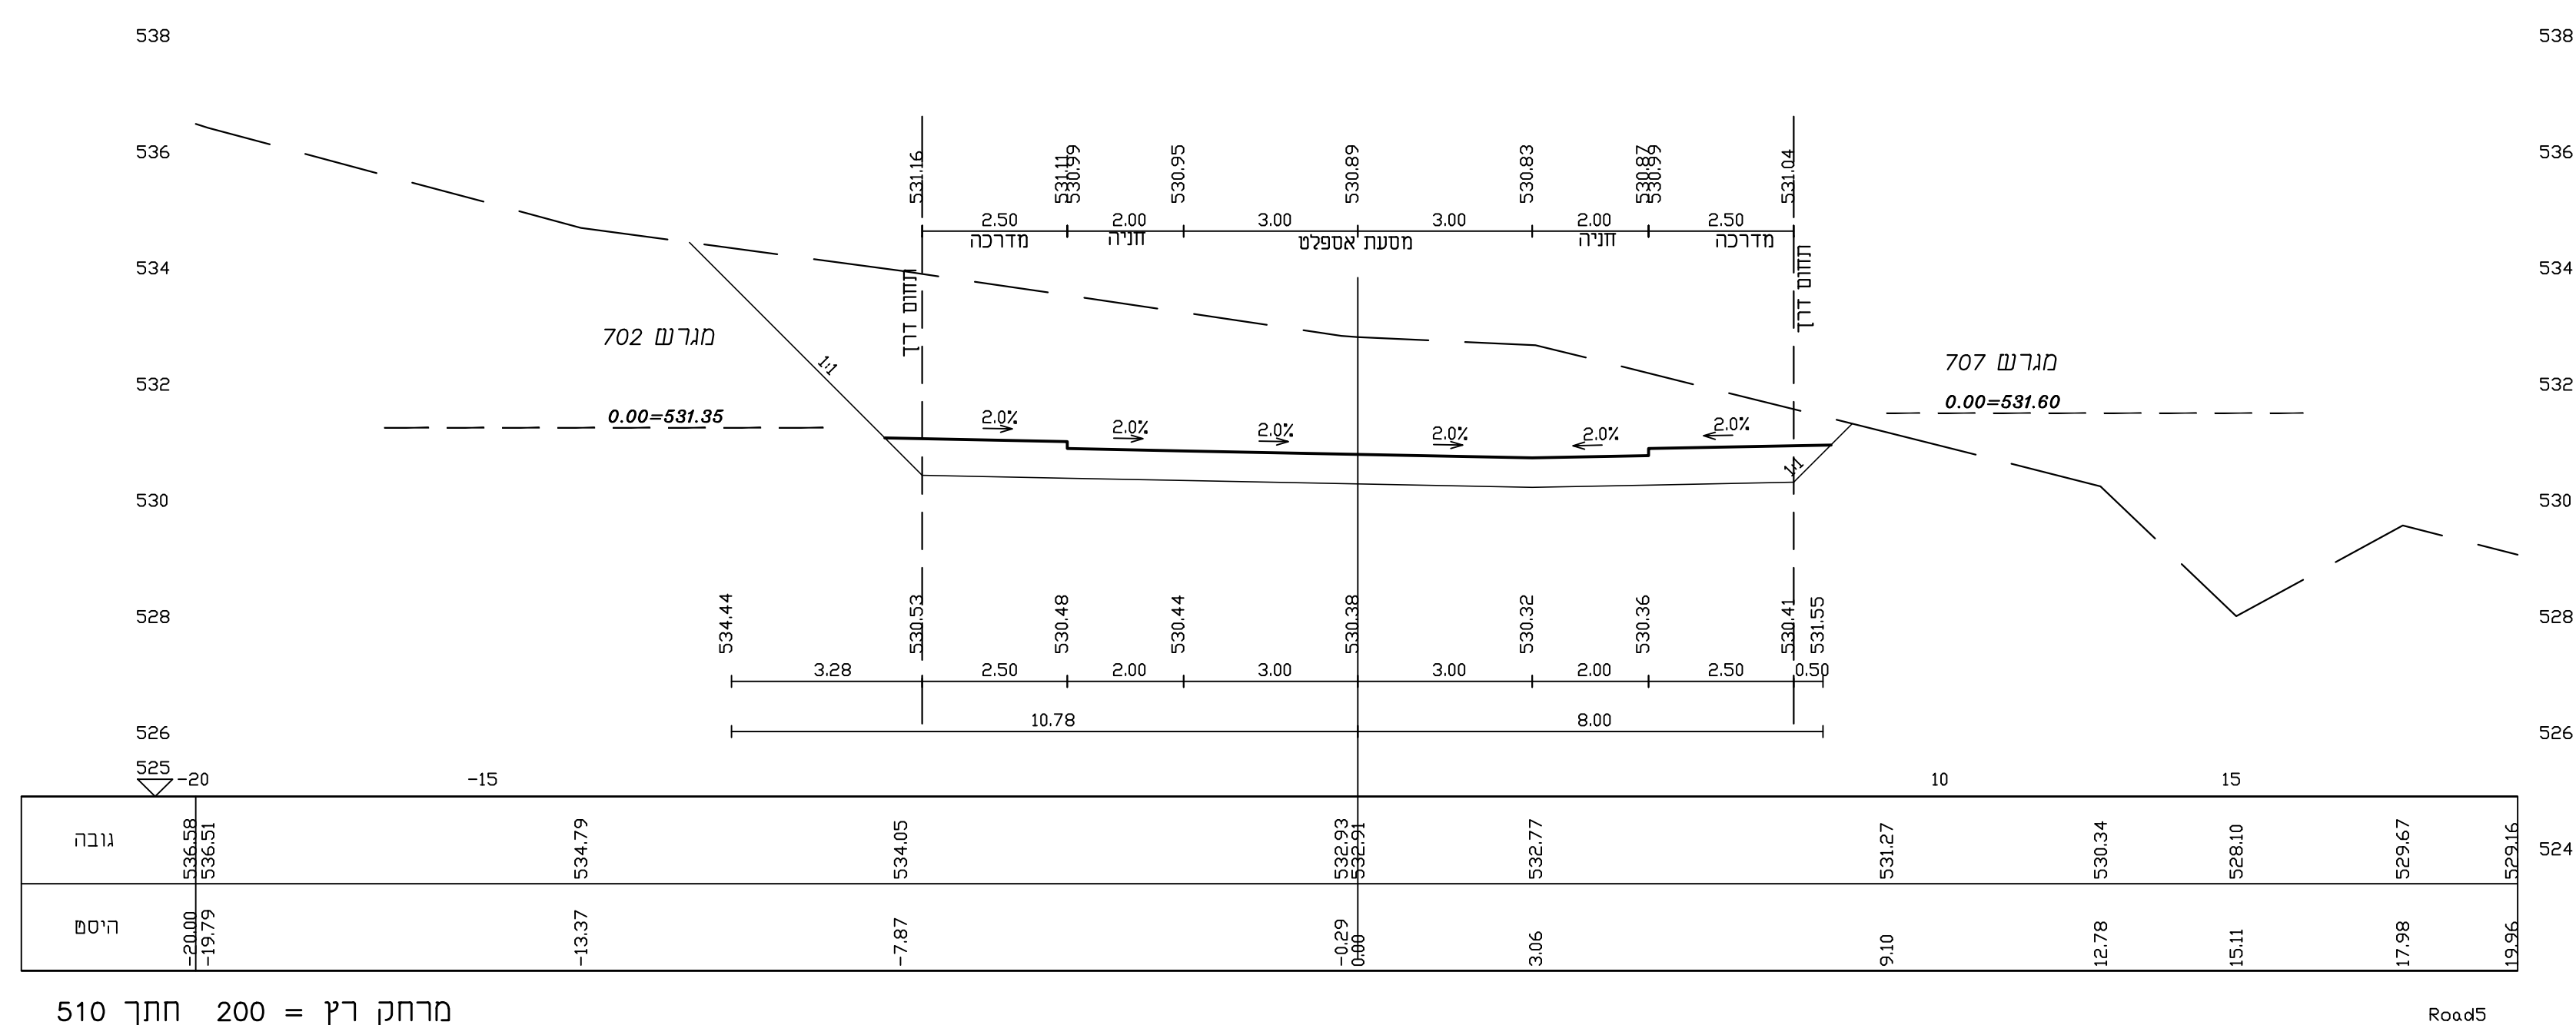 538 538
536 536
531.16 531.11 530.99 530.95 530.89 530.83 530.87 530.99 531.04
2.50 2.00 3.00 3.00 2.00 2.50
מדרכה חניה מסעת אספלט חניה מדרכה
534 534
תחום דרך תחום דרך
מגרש 702
1:1
מגרש 707
532 532
0.00=531.35
0.00=531.60
2.0% 2.0% 2.0% 2.0% 2.0% 2.0%
1:1
530 530
528 528
534.44 530.53 530.48 530.44 530.38 530.32 530.36 530.41 531.55
3.28 2.50 2.00 3.00 3.00 2.00 2.50 0.50
10.78 8.00
526 526
525
-20 -15 10 15
גובה 536.58 536.51 534.79 534.05 532.93 532.91 532.77 531.27 530.34 528.10 529.67 529.16 524
היסט -20.00 -19.79 -13.37 -7.87 -0.29 0.00 3.06 9.10 12.78 15.11 17.98 19.96
חתך 510 מרחק רץ = 200
Road5